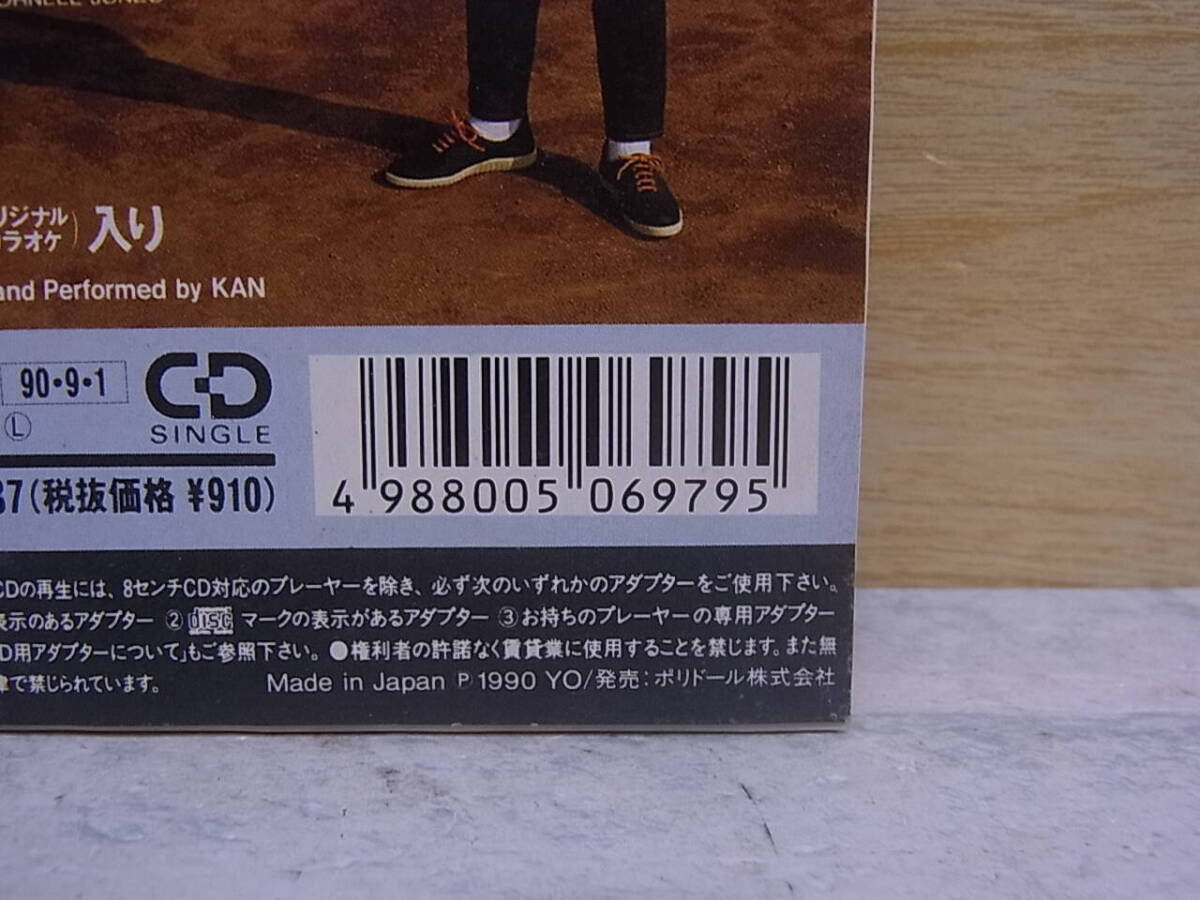 JONES
リジナル
ラオケ) 入り
and Performed by KAN
90・9・1
CD
SINGLE
Ⓛ
37(税抜価格 ¥910)
4 988005 069795
CDの再生には、8センチCD対応のプレーヤーを除き、必ず次のいずれかのアダプターをご使用下さい。
表示のあるアダプター ② disc マークの表示があるアダプター ③お持ちのプレーヤーの専用アダプター
D用アダプターについて」もご参照下さい。●権利者の許諾なく賃貸業に使用することを禁じます。また無
で禁じられています。
Made in Japan Ⓟ 1990 YO/発売：ポリドール株式会社